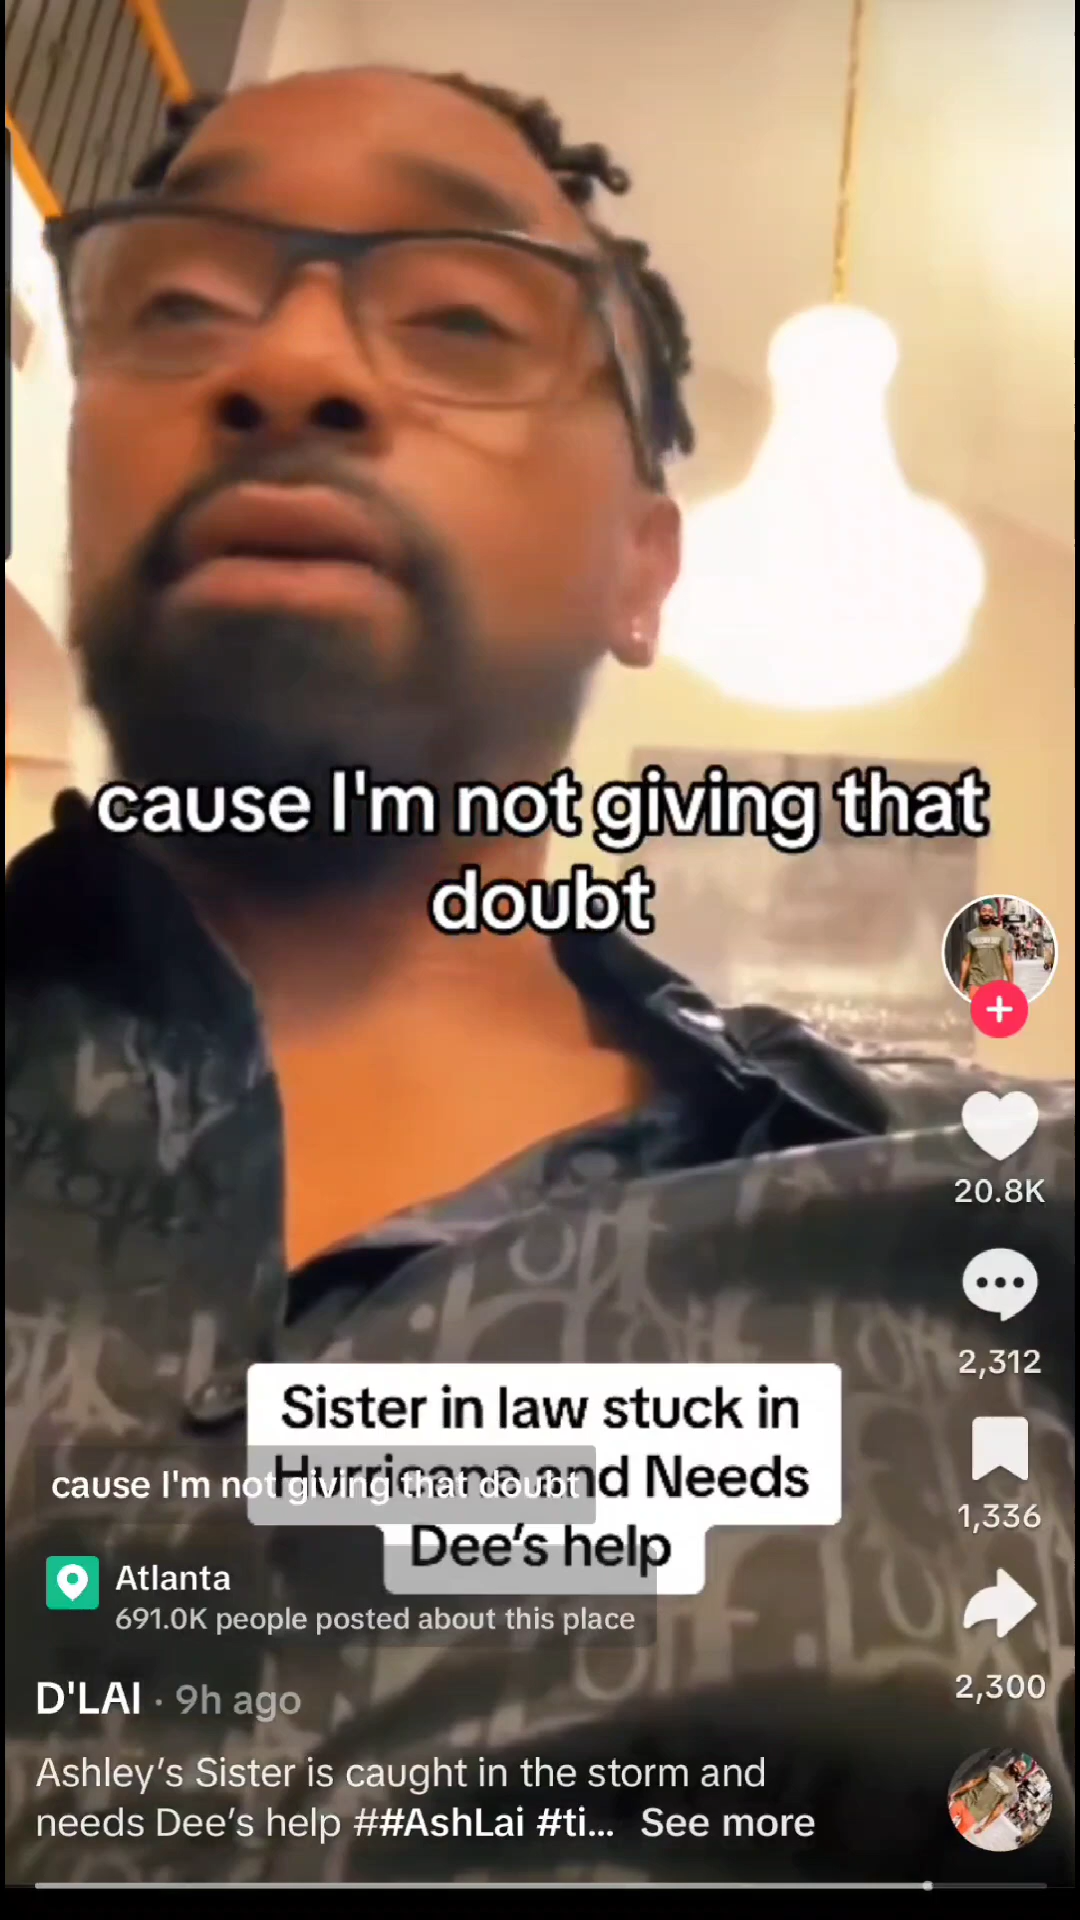 cause I'm not giving that
doubt
20.8K
2,312
Sister in law stuck in
Hurricane and Needs
Dee's help
cause I'm not giving that doubt
1,336
Atlanta
691.0K people posted about this place
2,300
D'LAI · 9h ago
Ashley's Sister is caught in the storm and
needs Dee's help ##AshLai #ti... See more